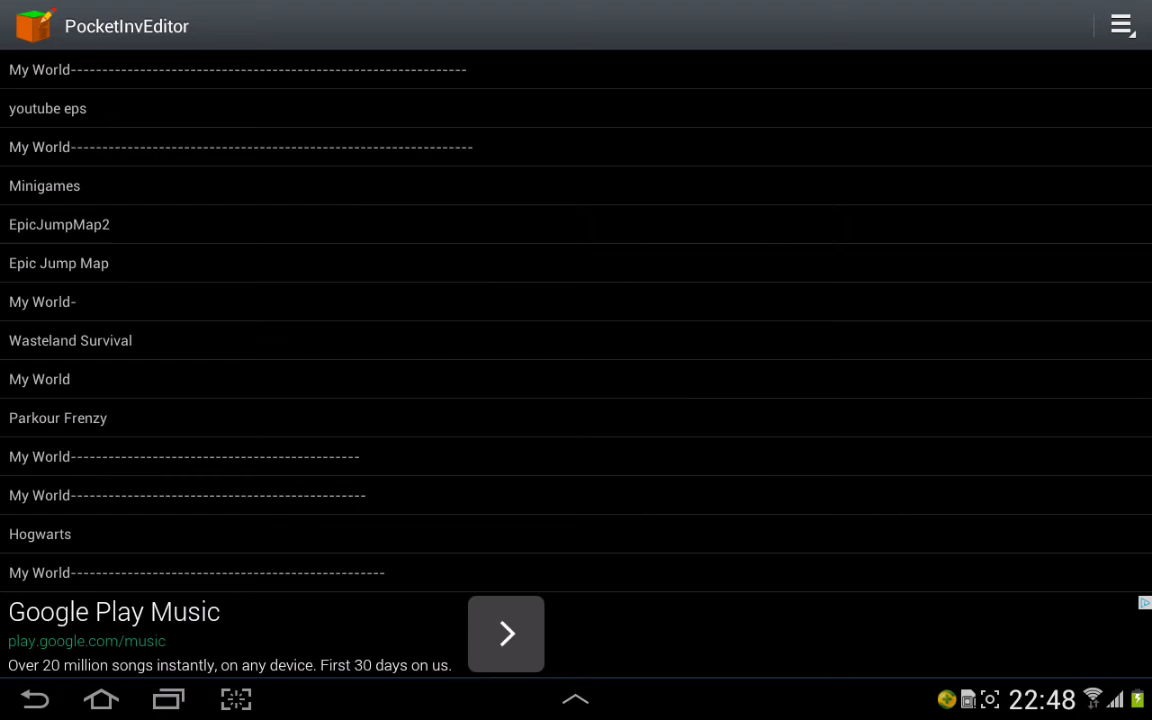 PocketInvEditor
My World---------------------------------------------------------------
youtube eps
My World----------------------------------------------------------------
Minigames
EpicJumpMap2
Epic Jump Map
My World-
Wasteland Survival
My World
Parkour Frenzy
My World----------------------------------------------
My World-----------------------------------------------
Hogwarts
My World--------------------------------------------------
Google Play Music
play.google.com/music
Over 20 million songs instantly, on any device. First 30 days on us.
22:48